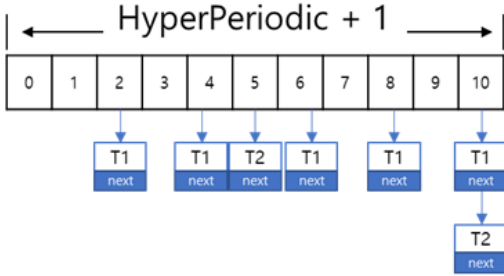 HyperPeriodic + 1
0 1 2 3 4 5 6 7 8 9 10
T1 T1 T2 T1 T1 T1
next next next next next next
T2
next